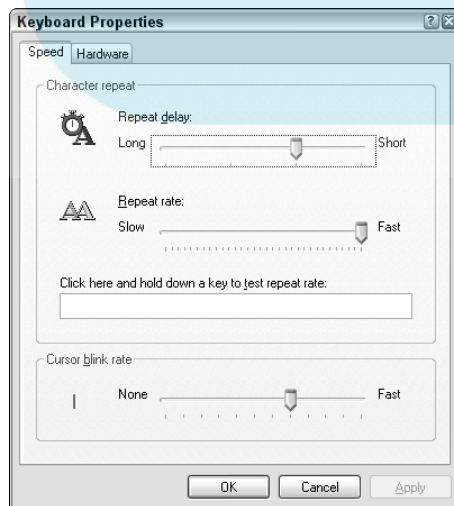 Keyboard Properties
Speed Hardware
Character repeat
Repeat delay:
Long Short
Repeat rate:
Slow Fast
Click here and hold down a key to test repeat rate:
Cursor blink rate
None Fast
OK Cancel Apply